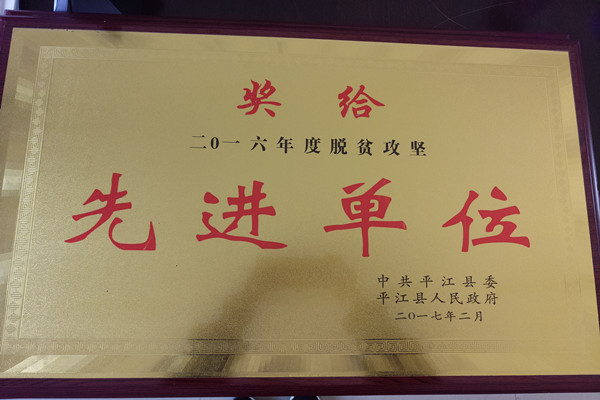 奖给
二0一六年度脱贫攻坚
先进单位
中共平江县委
平江县人民政府
二〇一七年二月